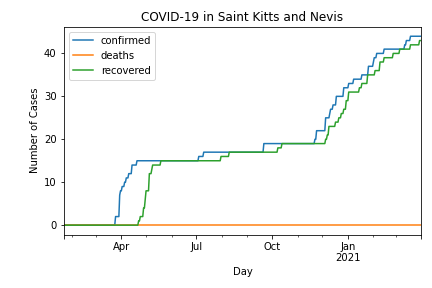 COVID-19 in Saint Kitts and Nevis
confirmed
deaths
recovered
Number of Cases
40
30
20
10
0
Apr
Jul
Oct
Jan
2021
Day